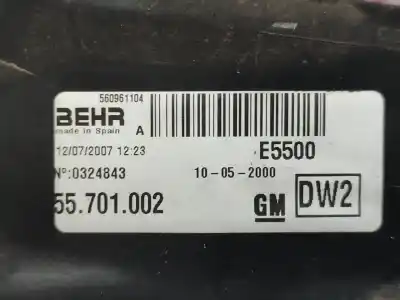 560961104
BEHR
made in Spain A
12/07/2007 12:23 E5500
Nº:0324843 10-05-2000
55.701.002 GM DW2